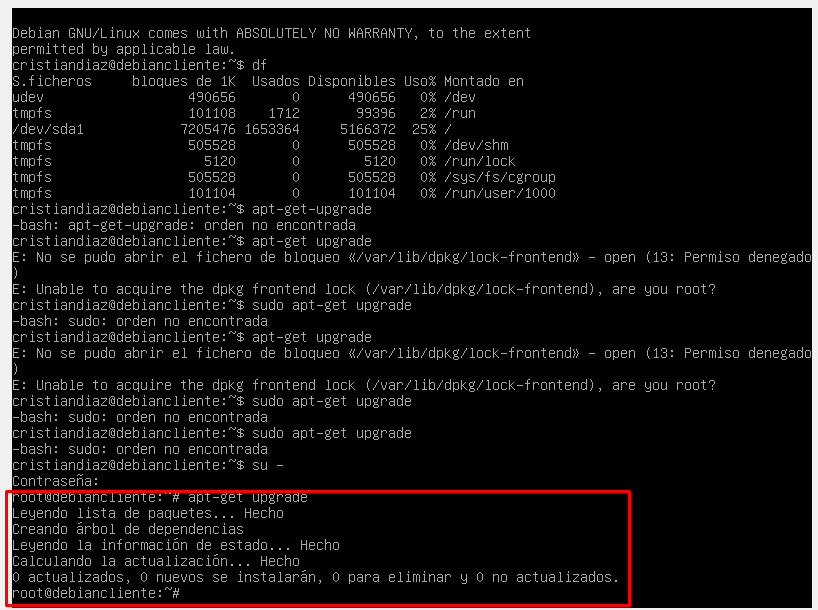 Debian GNU/Linux comes with ABSOLUTELY NO WARRANTY, to the extent
permitted by applicable law.
cristiandiaz@debiancliente:~$ df
S.ficheros     bloques de 1K  Usados Disponibles Uso% Montado en
udev                  490656       0      490656   0% /dev
tmpfs                 101108    1712       99396   2% /run
/dev/sda1            7205476 1653364     5166372  25% /
tmpfs                 505528       0      505528   0% /dev/shm
tmpfs                   5120       0        5120   0% /run/lock
tmpfs                 505528       0      505528   0% /sys/fs/cgroup
tmpfs                 101104       0      101104   0% /run/user/1000
cristiandiaz@debiancliente:~$ apt-get-upgrade
-bash: apt-get-upgrade: orden no encontrada
cristiandiaz@debiancliente:~$ apt-get upgrade
E: No se pudo abrir el fichero de bloqueo «/var/lib/dpkg/lock-frontend» - open (13: Permiso denegado
)
E: Unable to acquire the dpkg frontend lock (/var/lib/dpkg/lock-frontend), are you root?
cristiandiaz@debiancliente:~$ sudo apt-get upgrade
-bash: sudo: orden no encontrada
cristiandiaz@debiancliente:~$ apt-get upgrade
E: No se pudo abrir el fichero de bloqueo «/var/lib/dpkg/lock-frontend» - open (13: Permiso denegado
)
E: Unable to acquire the dpkg frontend lock (/var/lib/dpkg/lock-frontend), are you root?
cristiandiaz@debiancliente:~$ sudo apt-get upgrade
-bash: sudo: orden no encontrada
cristiandiaz@debiancliente:~$ sudo apt-get upgrade
-bash: sudo: orden no encontrada
cristiandiaz@debiancliente:~$ su -
Contraseña:
root@debiancliente:~# apt-get upgrade
Leyendo lista de paquetes... Hecho
Creando árbol de dependencias
Leyendo la información de estado... Hecho
Calculando la actualización... Hecho
0 actualizados, 0 nuevos se instalarán, 0 para eliminar y 0 no actualizados.
root@debiancliente:~#